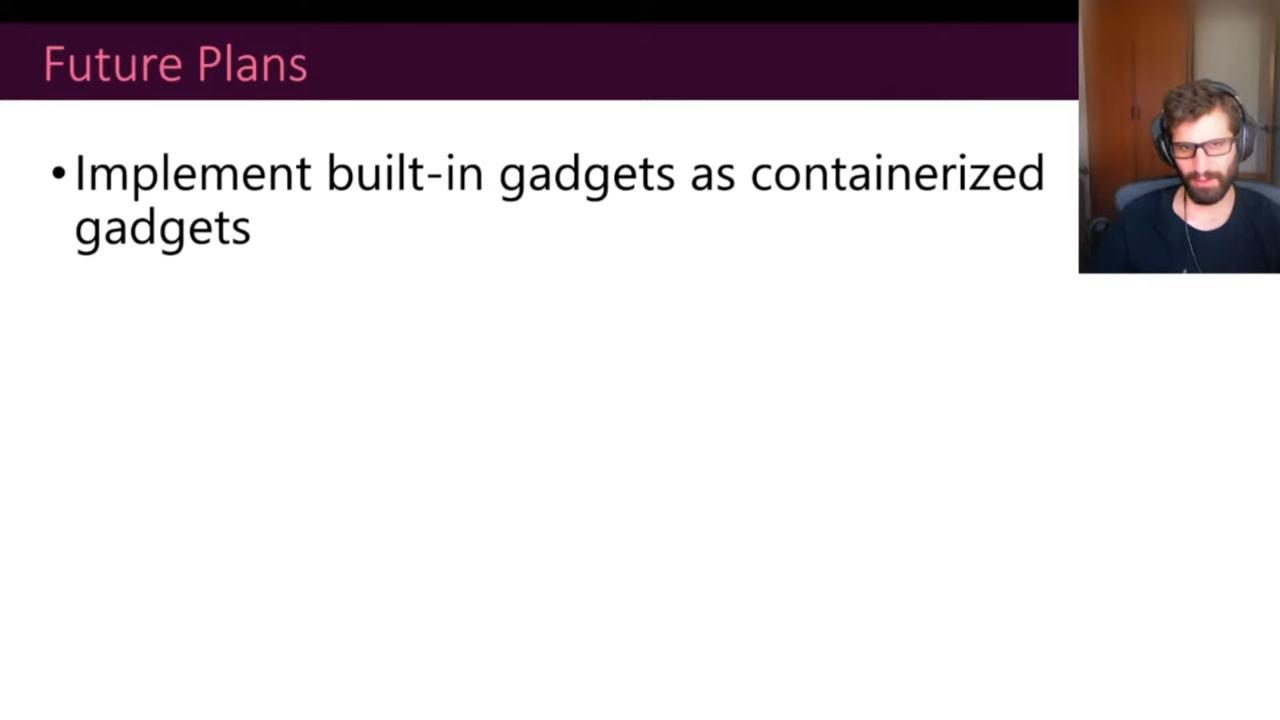 Future Plans
•Implement built-in gadgets as containerized
gadgets